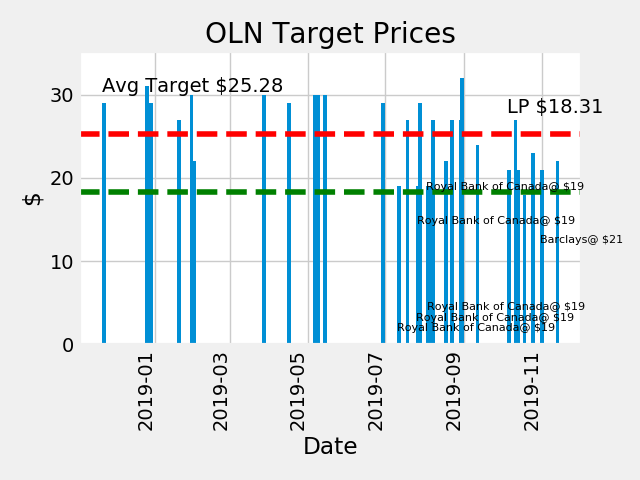 OLN Target Prices
Avg Target $25.28
LP $18.31
Royal Bank of Canada@ $19
Royal Bank of Canada@ $19
Barclays@ $21
Royal Bank of Canada@ $19
Royal Bank of Canada@ $19
Royal Bank of Canada@ $19
$
30
20
10
0
2019-01
2019-03
2019-05
2019-07
2019-09
2019-11
Date